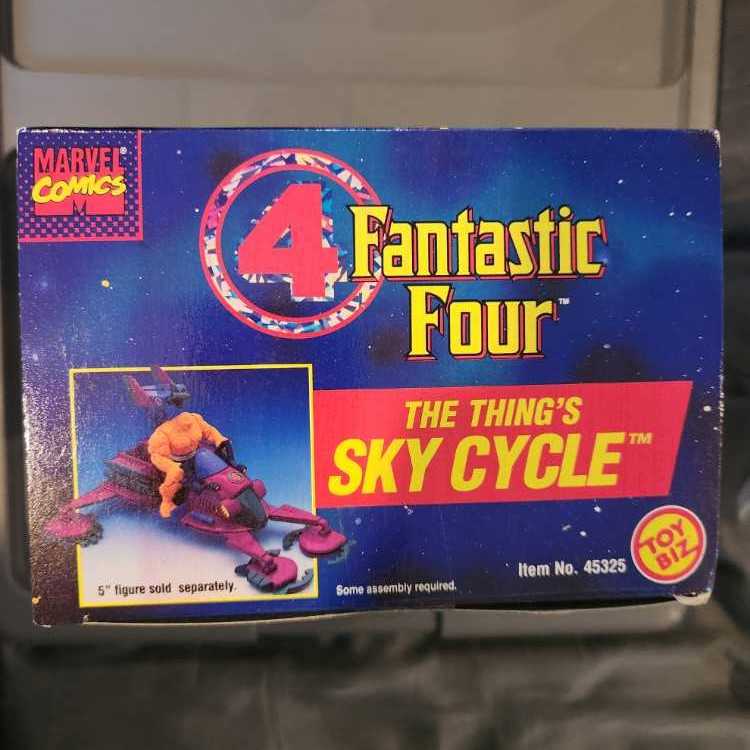 MARVEL®
COMICS
M
4
Fantastic
Four™
THE THING'S
SKY CYCLE™
5" figure sold separately.
Some assembly required.
Item No. 45325
TOY
BIZ